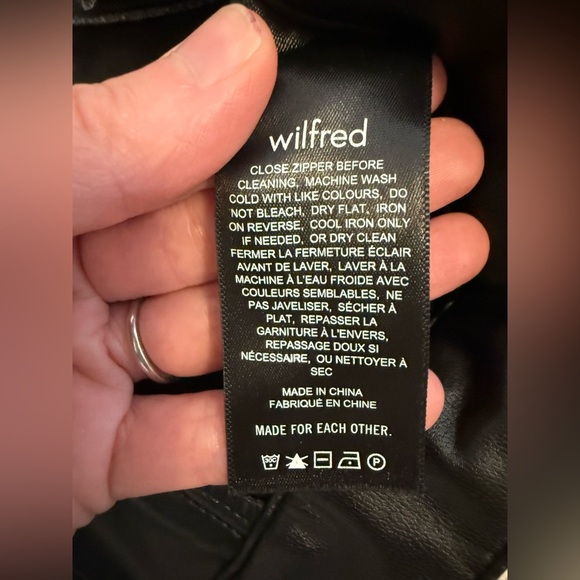 wilfred
CLOSE ZIPPER BEFORE
CLEANING, MACHINE WASH
COLD WITH LIKE COLOURS, DO
NOT BLEACH, DRY FLAT, IRON
ON REVERSE, COOL IRON ONLY
IF NEEDED, OR DRY CLEAN
FERMER LA FERMETURE ÉCLAIR
AVANT DE LAVER, LAVER À LA
MACHINE À L'EAU FROIDE AVEC
COULEURS SEMBLABLES, NE
PAS JAVELISER, SÉCHER À
PLAT, REPASSER LA
GARNITURE À L'ENVERS,
REPASSAGE DOUX SI
NÉCESSAIRE, OU NETTOYER À
SEC
MADE IN CHINA
FABRIQUÉ EN CHINE
MADE FOR EACH OTHER.
30C P